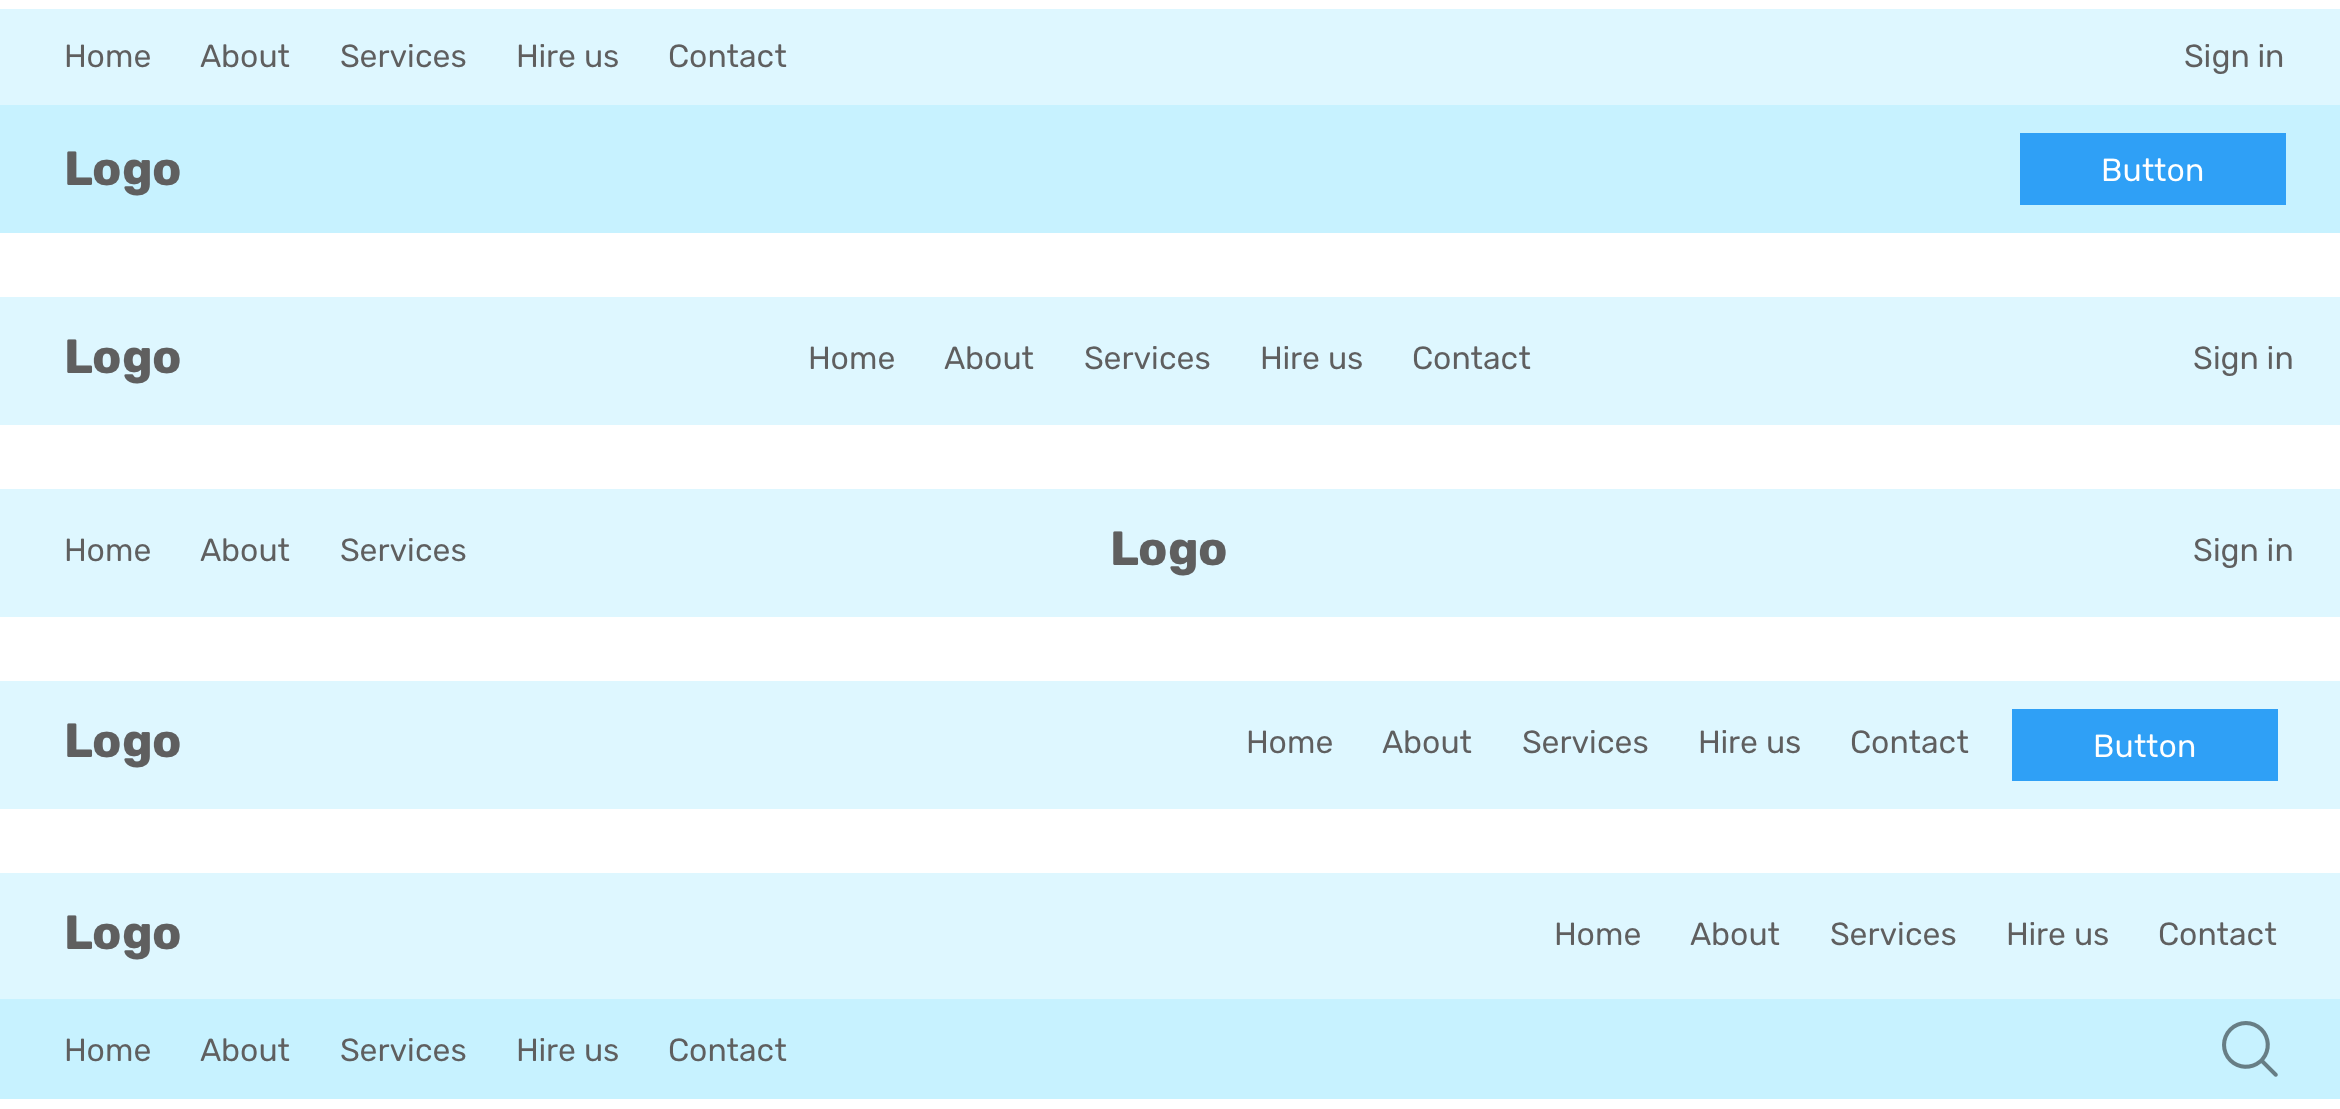 Home About Services Hire us Contact Sign in
Logo Button
Logo Home About Services Hire us Contact Sign in
Home About Services Logo Sign in
Logo Home About Services Hire us Contact Button
Logo Home About Services Hire us Contact
Home About Services Hire us Contact